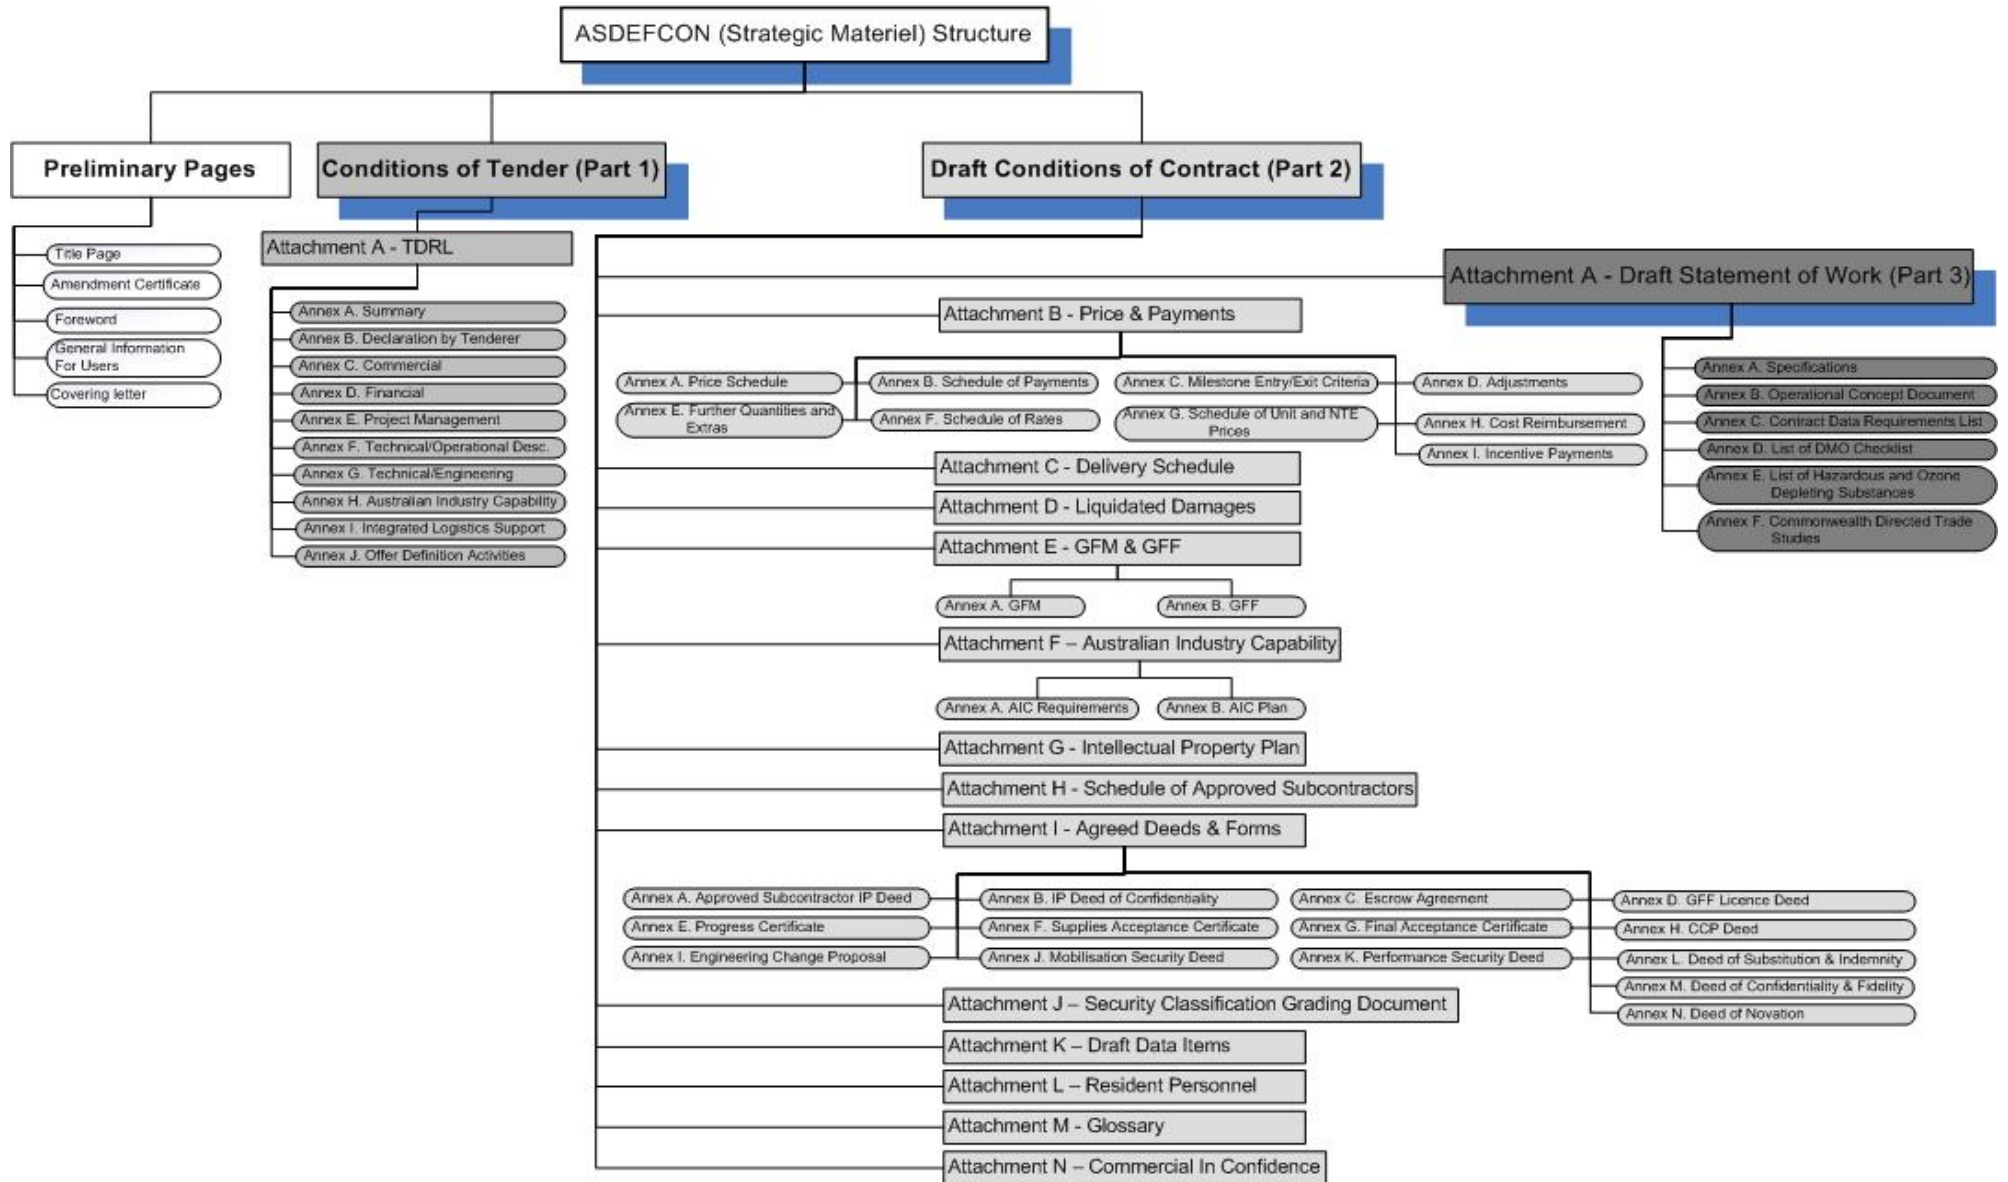 ASDEFCON (Strategic Materiel) Structure
Preliminary Pages
Title Page
Amendment Certificate
Foreword
General Information
For Users
Covering letter
Conditions of Tender (Part 1)
Attachment A - TDRL
Annex A. Summary
Annex B. Declaration by Tenderer
Annex C. Commercial
Annex D. Financial
Annex E. Project Management
Annex F. Technical/Operational Desc.
Annex G. Technical/Engineering
Annex H. Australian Industry Capability
Annex I. Integrated Logistics Support
Annex J. Offer Definition Activities
Draft Conditions of Contract (Part 2)
Attachment A - Draft Statement of Work (Part 3)
Annex A. Specifications
Annex B. Operational Concept Document
Annex C. Contract Data Requirements List
Annex D. List of DMO Checklist
Annex E. List of Hazardous and Ozone
Depleting Substances
Annex F. Commonwealth Directed Trade
Studies
Attachment B - Price & Payments
Annex A. Price Schedule
Annex B. Schedule of Payments
Annex C. Milestone Entry/Exit Criteria
Annex D. Adjustments
Annex E. Further Quantities and
Extras
Annex F. Schedule of Rates
Annex G. Schedule of Unit and NTE
Prices
Annex H. Cost Reimbursement
Annex I. Incentive Payments
Attachment C - Delivery Schedule
Attachment D - Liquidated Damages
Attachment E - GFM & GFF
Annex A. GFM
Annex B. GFF
Attachment F – Australian Industry Capability
Annex A. AIC Requirements
Annex B. AIC Plan
Attachment G - Intellectual Property Plan
Attachment H - Schedule of Approved Subcontractors
Attachment I - Agreed Deeds & Forms
Annex A. Approved Subcontractor IP Deed
Annex B. IP Deed of Confidentiality
Annex C. Escrow Agreement
Annex D. GFF Licence Deed
Annex E. Progress Certificate
Annex F. Supplies Acceptance Certificate
Annex G. Final Acceptance Certificate
Annex H. CCP Deed
Annex I. Engineering Change Proposal
Annex J. Mobilisation Security Deed
Annex K. Performance Security Deed
Annex L. Deed of Substitution & Indemnity
Annex M. Deed of Confidentiality & Fidelity
Annex N. Deed of Novation
Attachment J – Security Classification Grading Document
Attachment K – Draft Data Items
Attachment L – Resident Personnel
Attachment M - Glossary
Attachment N – Commercial In Confidence